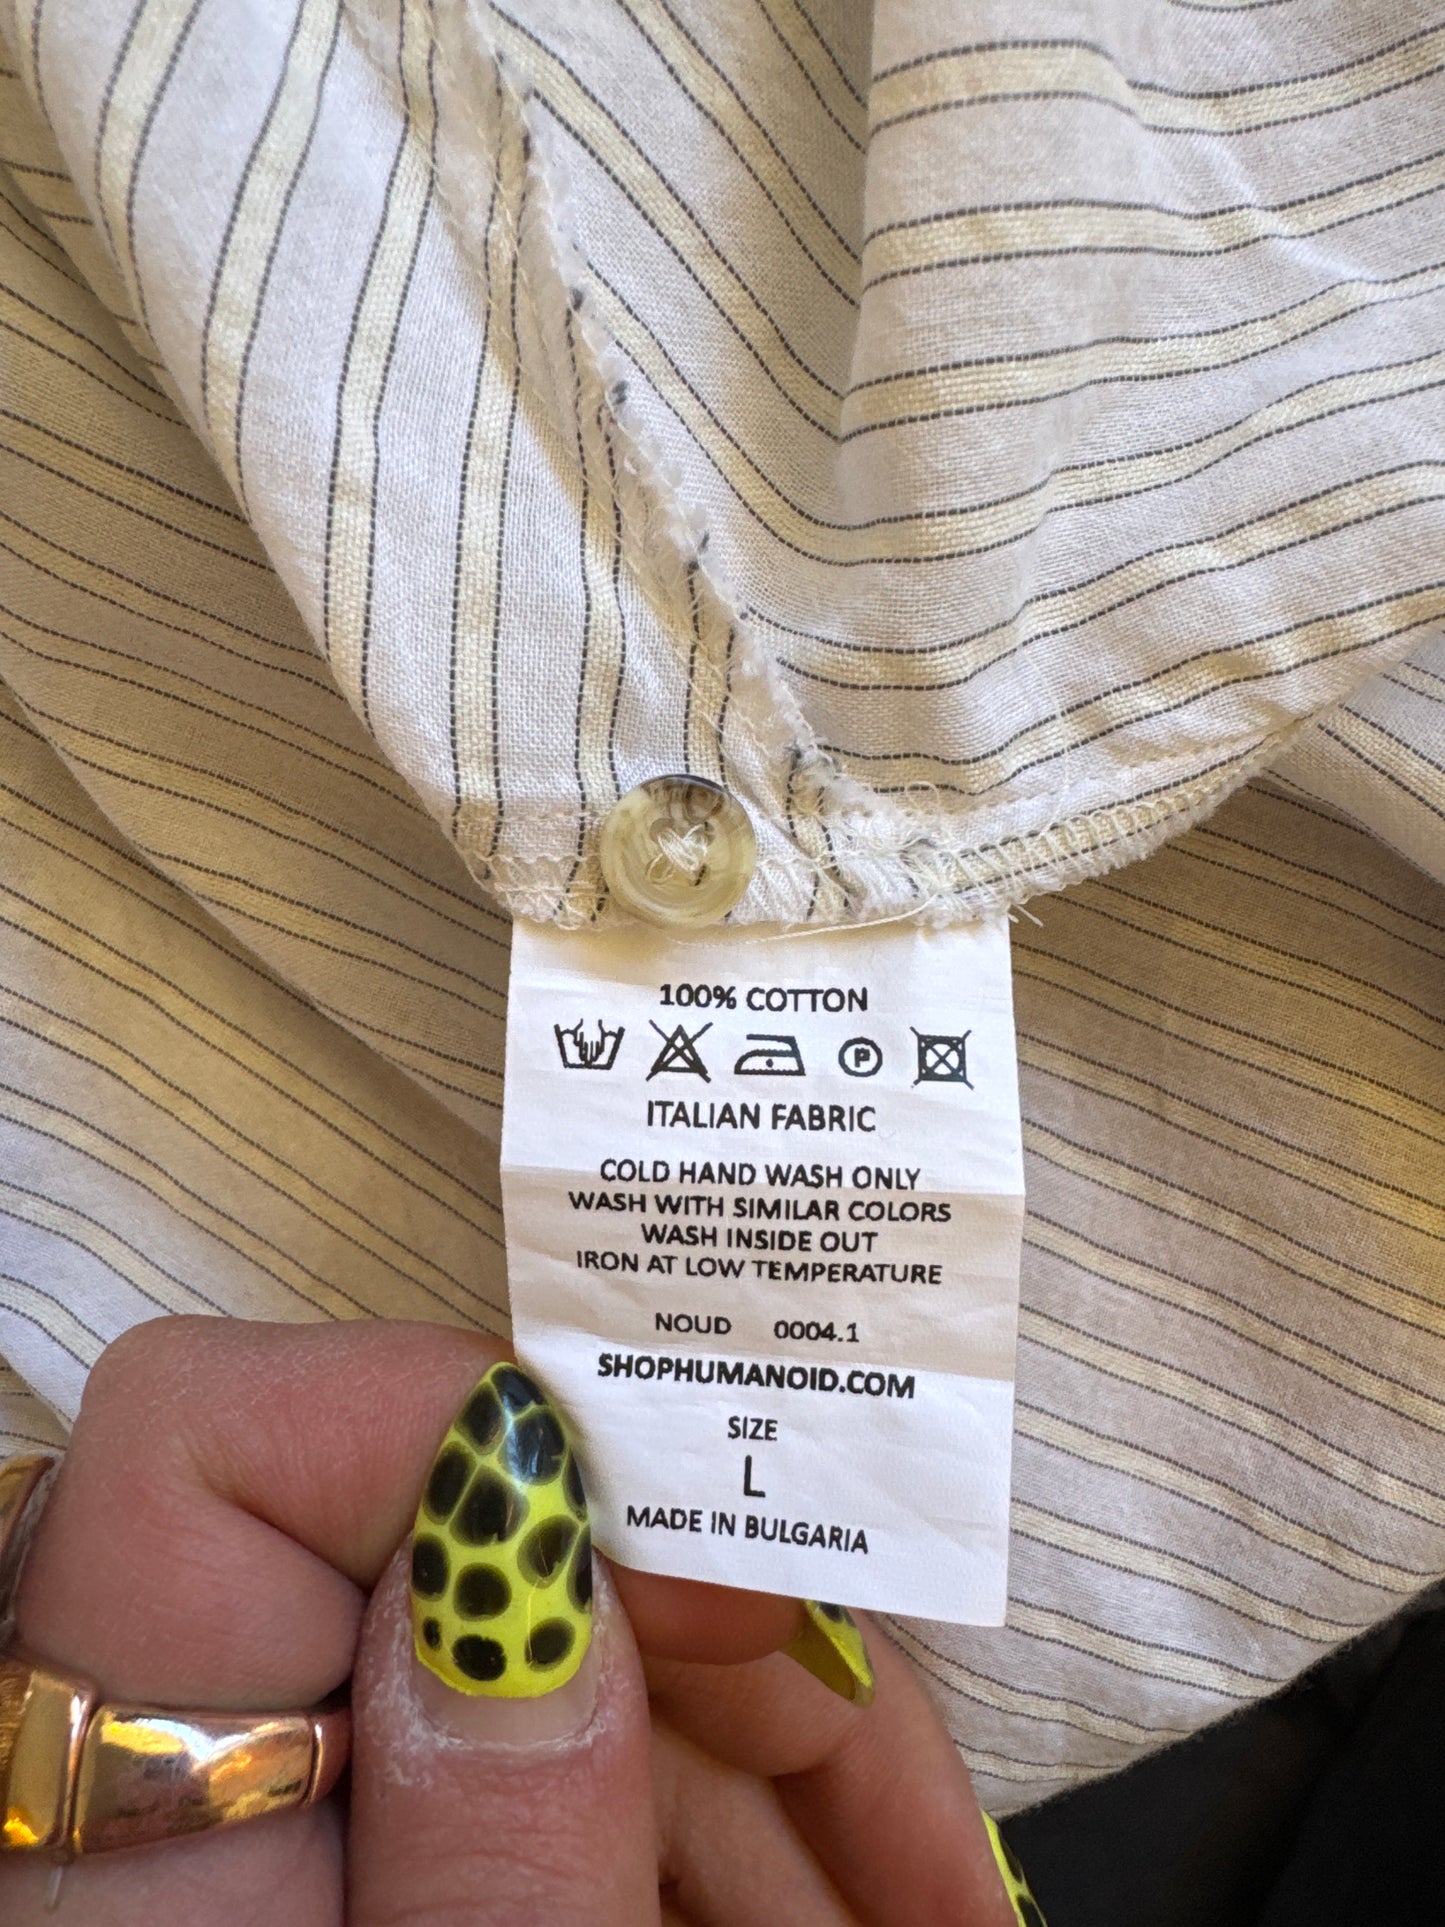 100% COTTON
P
ITALIAN FABRIC
COLD HAND WASH ONLY
WASH WITH SIMILAR COLORS
WASH INSIDE OUT
IRON AT LOW TEMPERATURE
NOUD 0004.1
SHOPHUMANOID.COM
SIZE
L
MADE IN BULGARIA